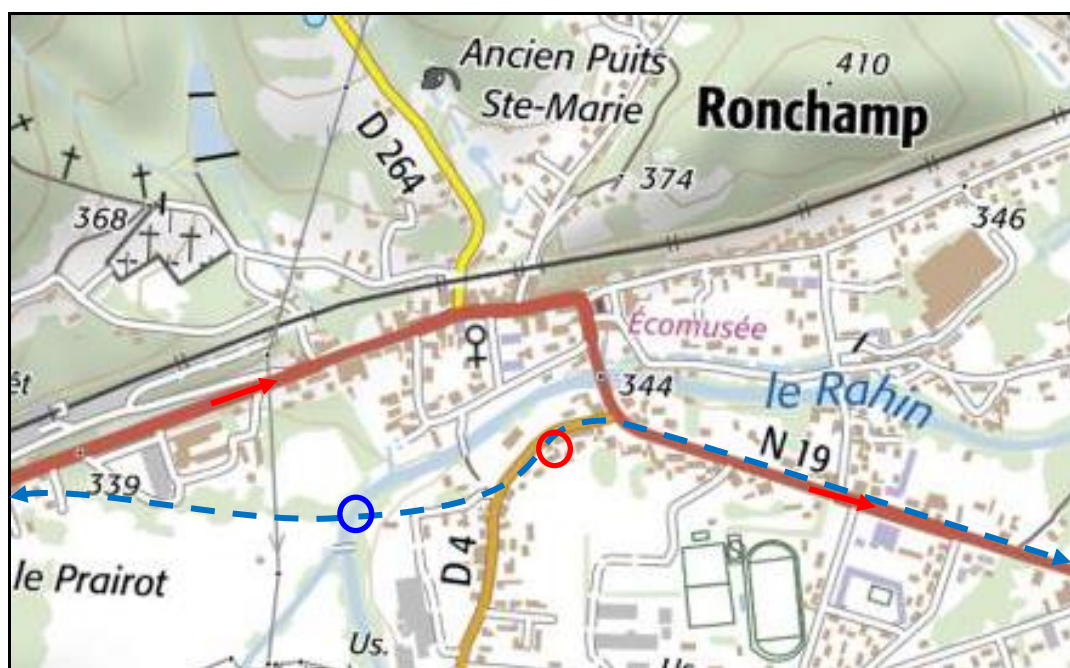 Ancien Puits
Ste-Marie
410
Ronchamp
D 264
374
368
346
Écomusée
344
le Rahin
N 19
339
le Prairot
D 4
Us.